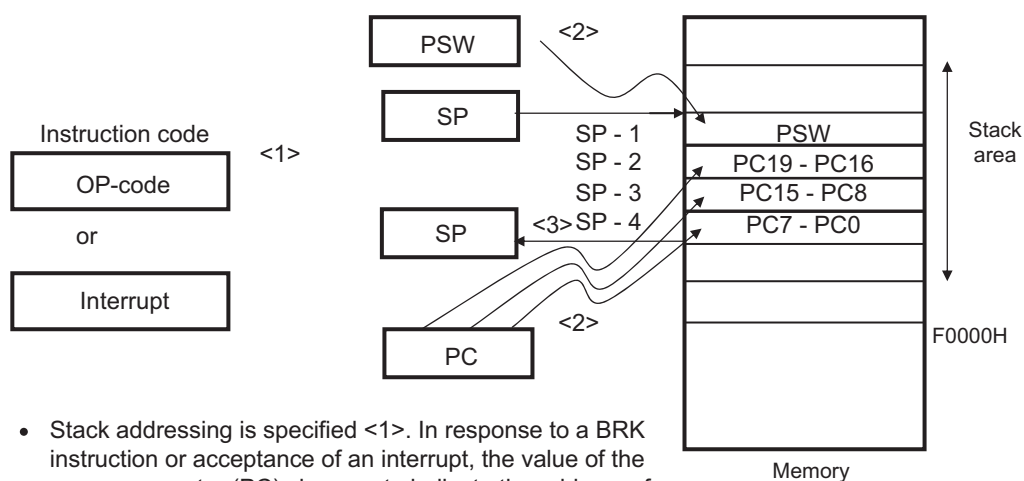 PSW
<2>
SP
Instruction code
<1>
OP-code
or
Interrupt
SP - 1
SP - 2
SP - 3
<3> SP - 4
SP
<2>
PC
PSW
PC19 - PC16
PC15 - PC8
PC7 - PC0
Stack
area
F0000H
Memory
• Stack addressing is specified <1>. In response to a BRK
instruction or acceptance of an interrupt, the value of the